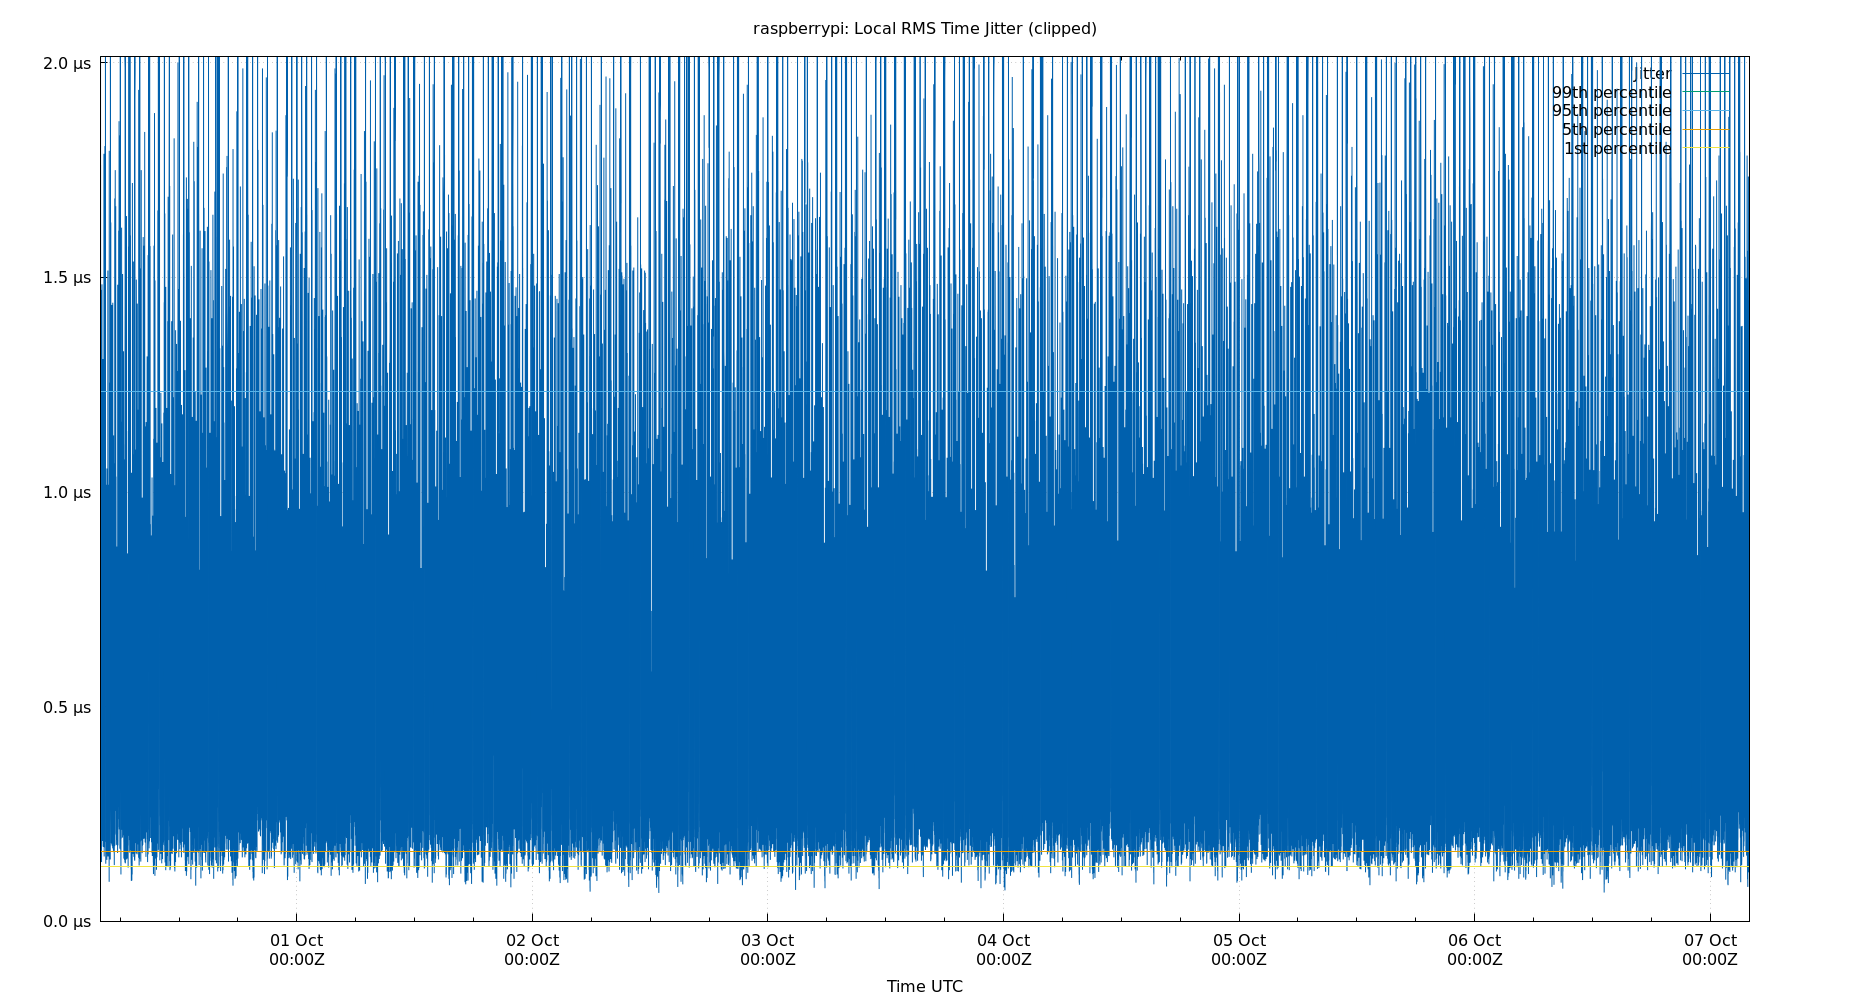 raspberrypi: Local RMS Time Jitter (clipped)
2.0 µs
1.5 µs
1.0 µs
0.5 µs
0.0 µs
Jitter
99th percentile
95th percentile
5th percentile
1st percentile
01 Oct 02 Oct 03 Oct 04 Oct 05 Oct 06 Oct 07 Oct
00:00Z 00:00Z 00:00Z 00:00Z 00:00Z 00:00Z 00:00Z
Time UTC